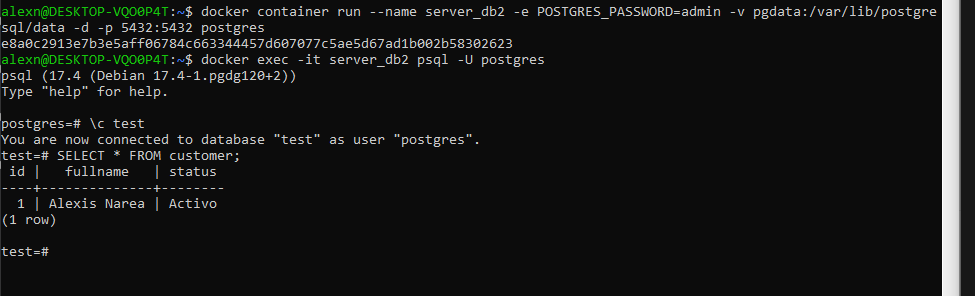 alexn@DESKTOP-VQO0P4T:~$ docker container run --name server_db2 -e POSTGRES_PASSWORD=admin -v pgdata:/var/lib/postgre
sql/data -d -p 5432:5432 postgres
e8a0c2913e7b3e5aff06784c663344457d607077c5ae5d67ad1b002b58302623
alexn@DESKTOP-VQO0P4T:~$ docker exec -it server_db2 psql -U postgres
psql (17.4 (Debian 17.4-1.pgdg120+2))
Type "help" for help.

postgres=# \c test
You are now connected to database "test" as user "postgres".
test=# SELECT * FROM customer;
 id |   fullname   | status
----+--------------+--------
  1 | Alexis Narea | Activo
(1 row)

test=#